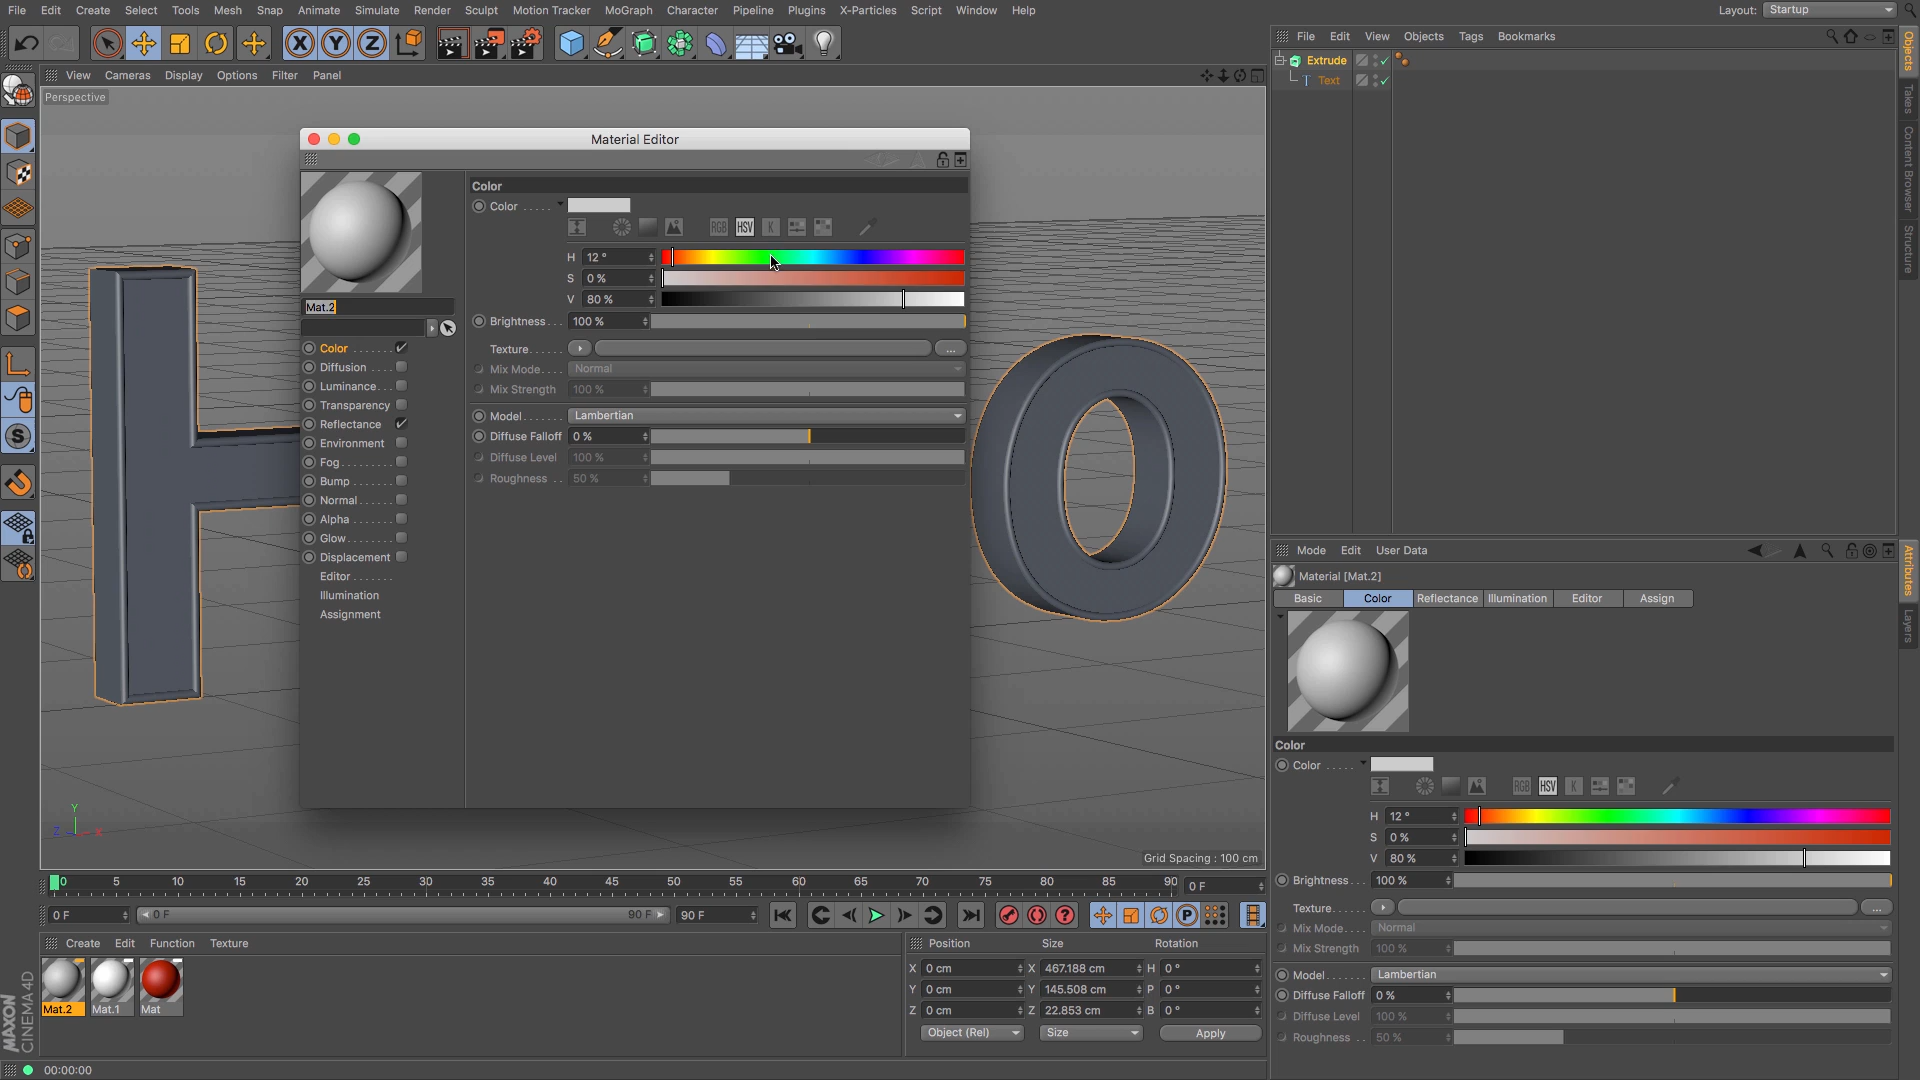 File Edit Create Select Tools Mesh Snap Animate Simulate Render Sculpt Motion Tracker MoGraph Character Pipeline Plugins X-Particles Script Window Help Layout: Startup
File Edit View Objects Tags Bookmarks
View Cameras Display Options Filter Panel
Perspective
Extrude
Text
Objects
Takes
Content Browser
Structure
Material Editor
Color
Color .....
RGB HSV K
H 12 °
S 0 %
V 80 %
Mat.2
Brightness... 100 %
Texture...... ...
Mix Mode.... Normal
Mix Strength 100 %
Model....... Lambertian
Diffuse Falloff 0 %
Diffuse Level 100 %
Roughness .. 50 %
Color .......
Diffusion ....
Luminance...
Transparency
Reflectance
Environment
Fog........
Bump......
Normal.....
Alpha .......
Glow........
Displacement
Editor .......
Illumination
Assignment
Y
Z X
Grid Spacing : 100 cm
Mode Edit User Data
Attributes
Layers
Material [Mat.2]
Basic Color Reflectance Illumination Editor Assign
Color
Color .....
RGB HSV K
H 12 °
S 0 %
V 80 %
Brightness... 100 %
Texture...... ...
Mix Mode.... Normal
Mix Strength 100 %
Model....... Lambertian
Diffuse Falloff 0 %
Diffuse Level 100 %
Roughness .. 50 %
0 5 10 15 20 25 30 35 40 45 50 55 60 65 70 75 80 85 90 0 F
0 F 0 F 90 F 90 F
P
Create Edit Function Texture
Mat.2 Mat.1 Mat
MAXON
CINEMA 4D
Position Size Rotation
X 0 cm X 467.188 cm H 0 °
Y 0 cm Y 145.508 cm P 0 °
Z 0 cm Z 22.853 cm B 0 °
Object (Rel) Size Apply
00:00:00